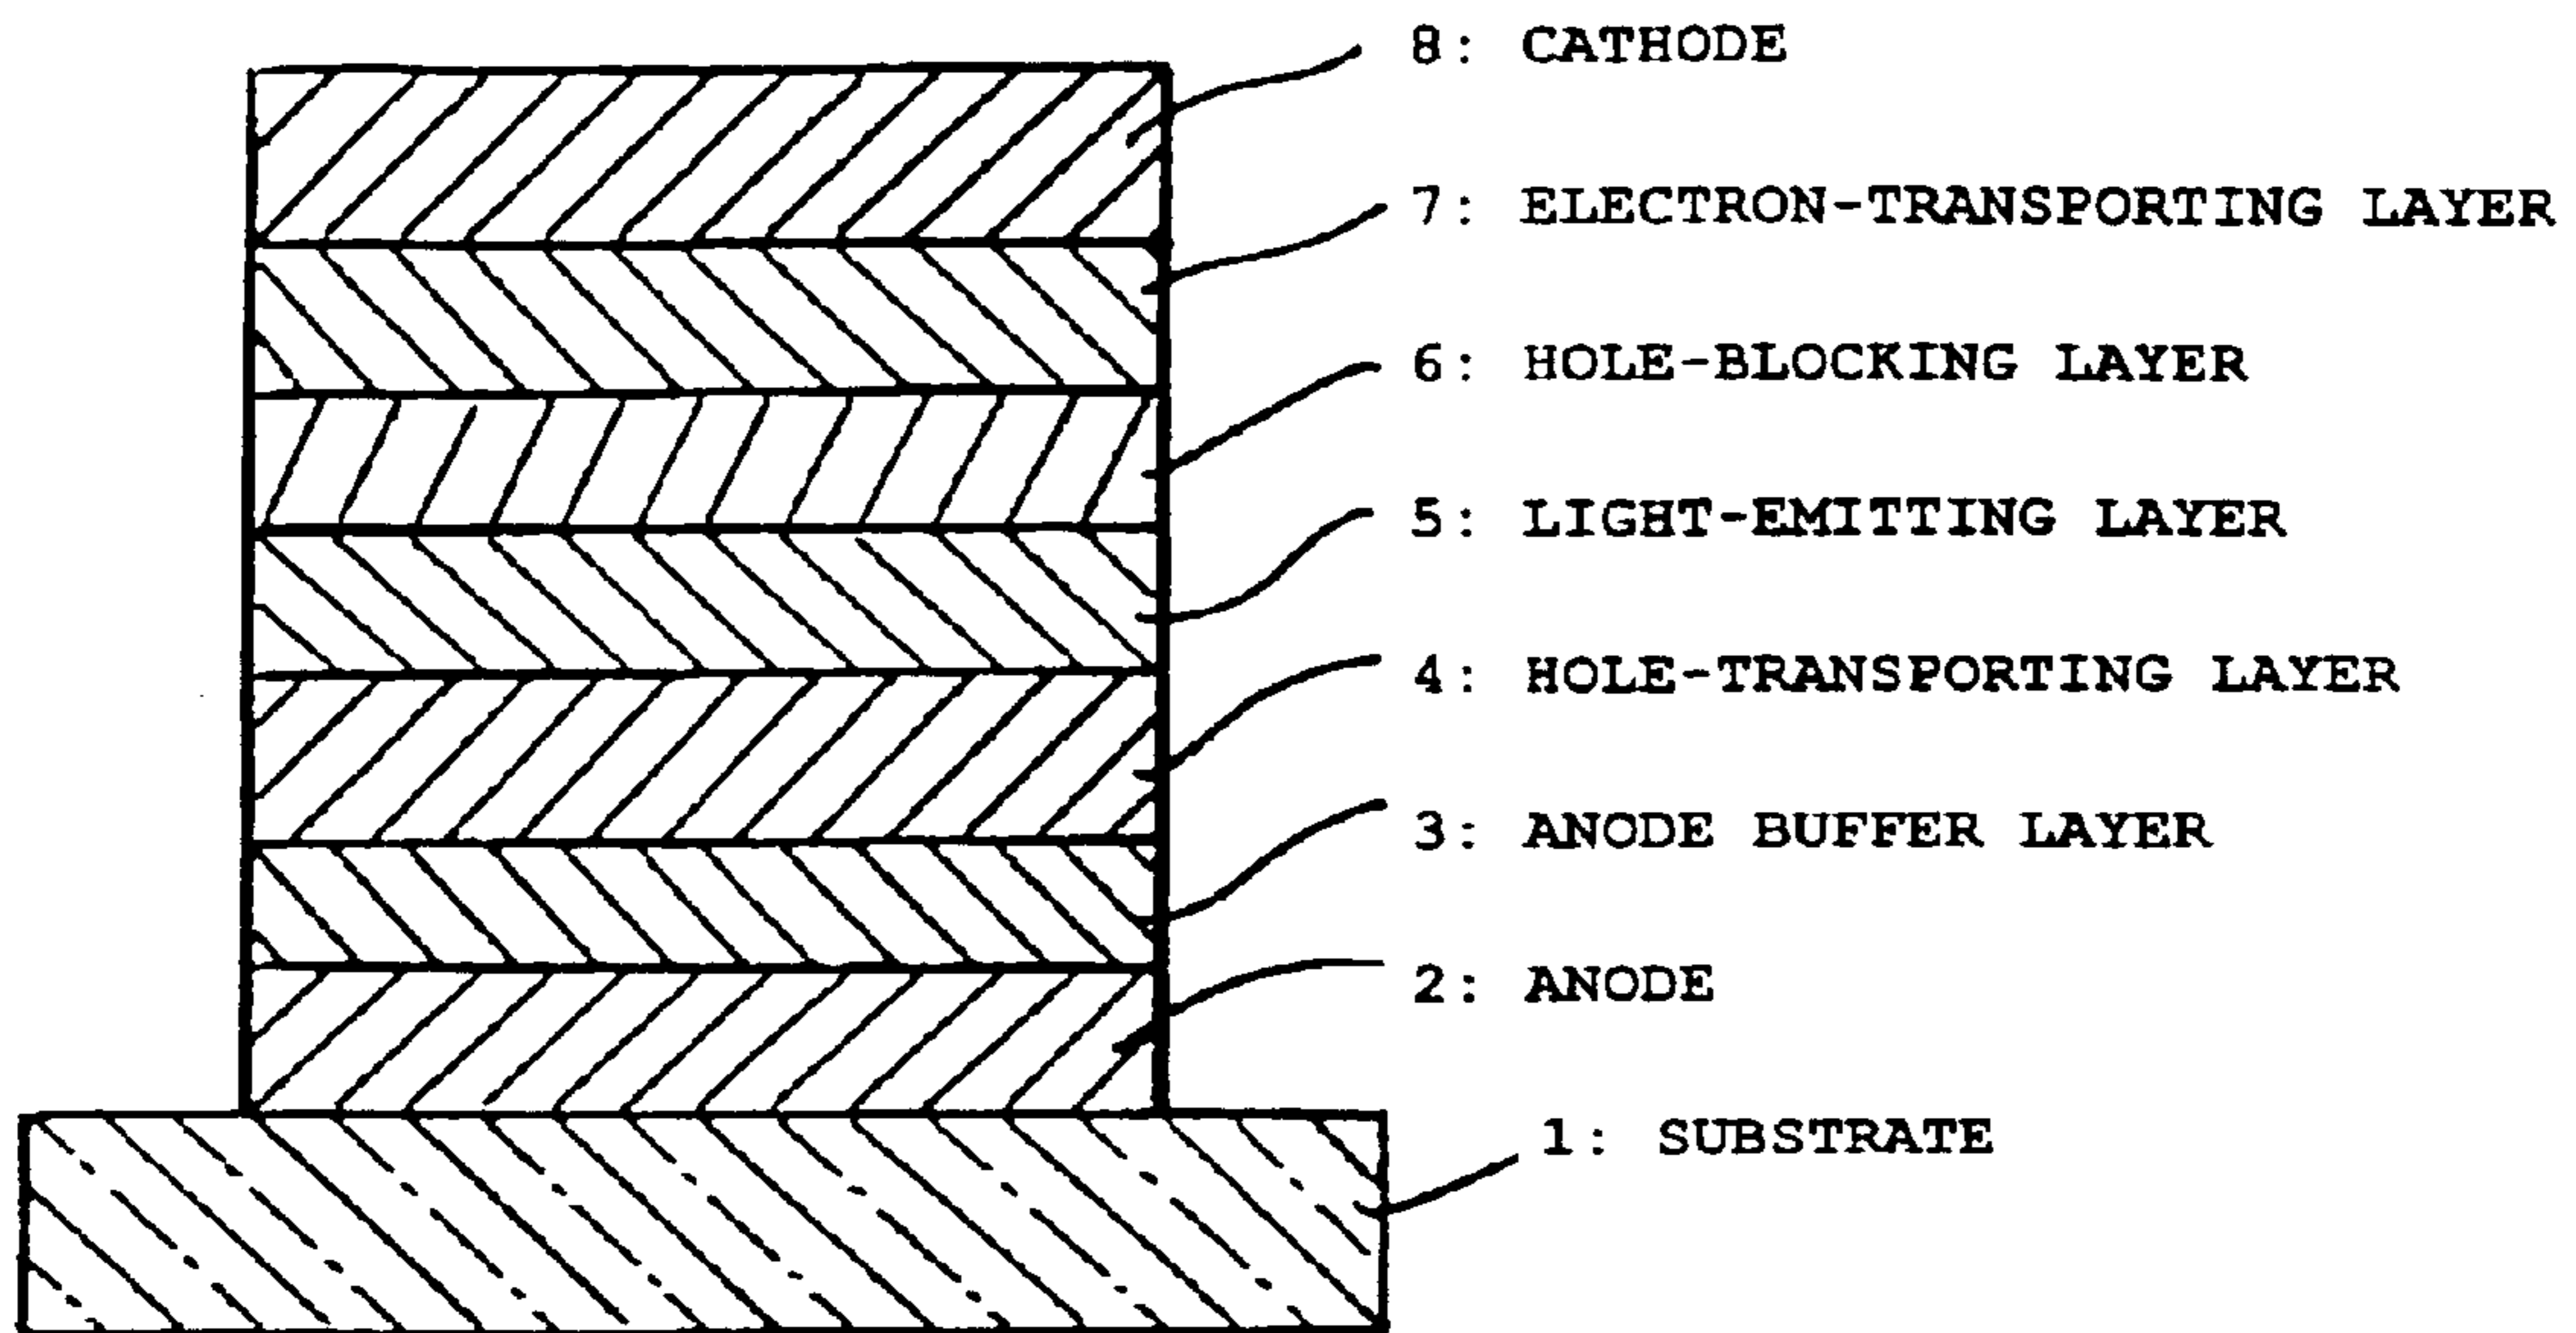 8: CATHODE
7: ELECTRON-TRANSPORTING LAYER
6: HOLE-BLOCKING LAYER
5: LIGHT-EMITTING LAYER
4: HOLE-TRANSPORTING LAYER
3: ANODE BUFFER LAYER
2: ANODE
1: SUBSTRATE